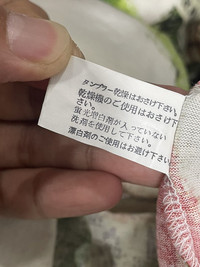 タンブラー乾燥はおさけ下さい。
乾燥機のご使用はおさけ下
さい。
蛍光増白剤が入っていない
洗剤を使用して下さい。
漂白剤のご使用はお避け下さい